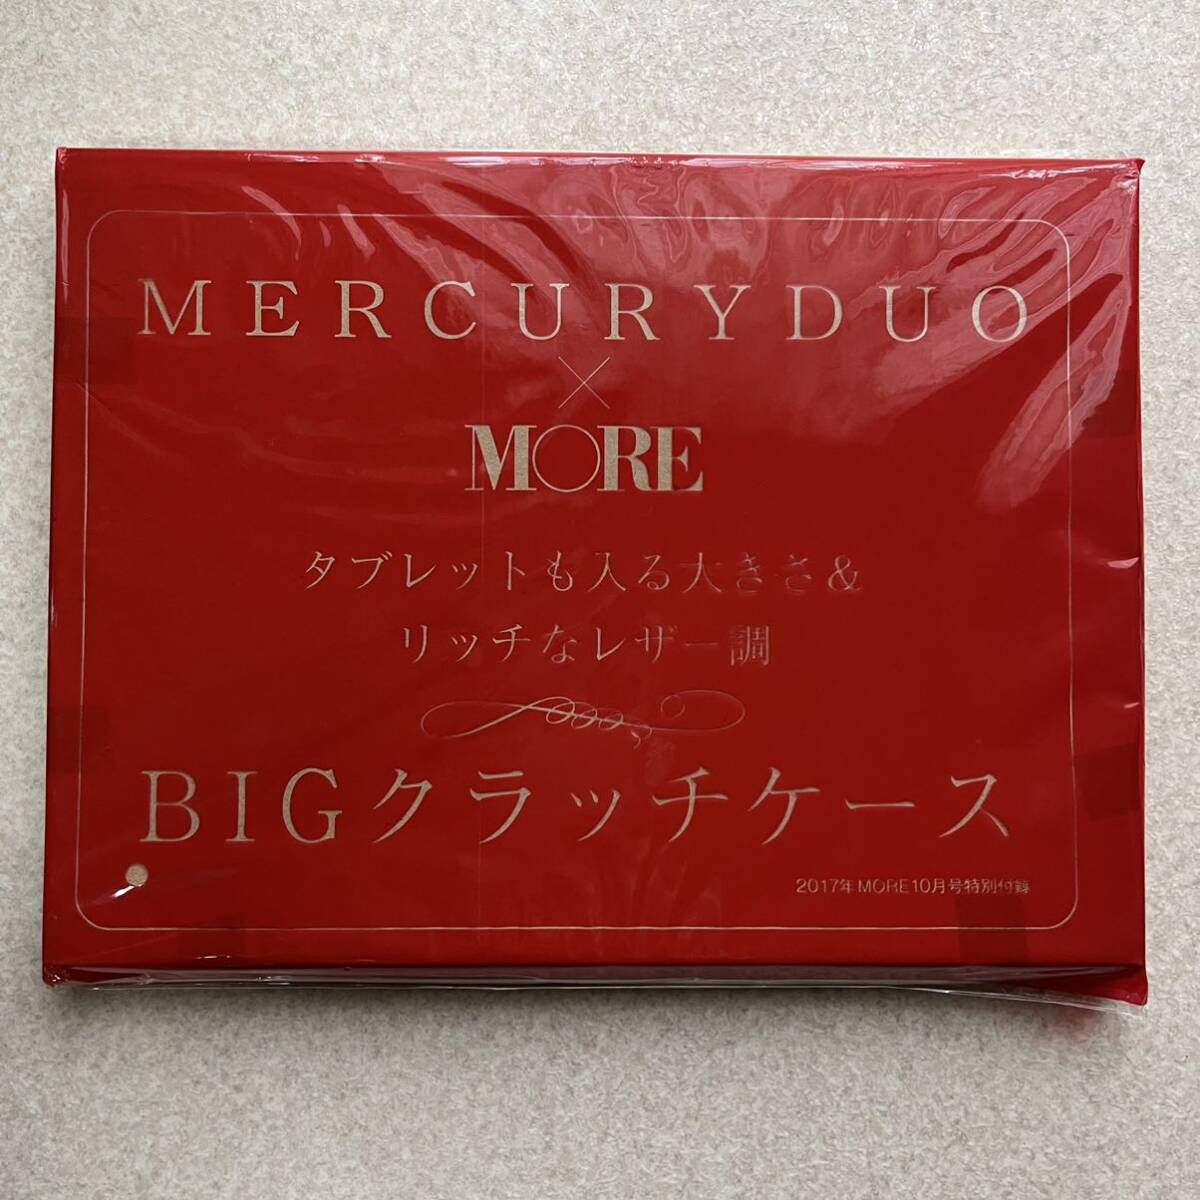 MERCURYDUO
×
MORE
タブレットも入る大きさ&
リッチなレザー調
BIGクラッチケース
2017年MORE10月号特別付録